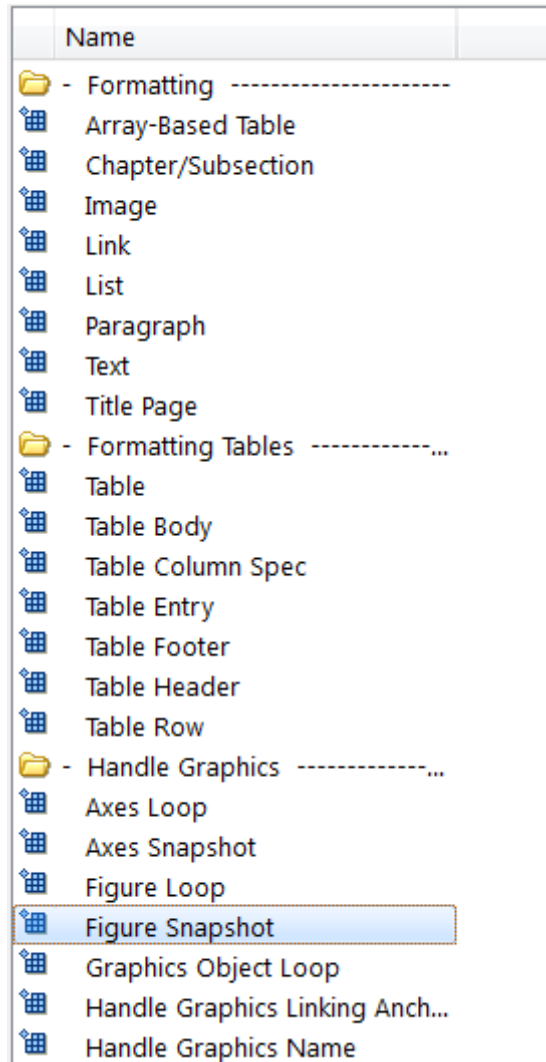 Name
- Formatting ----------------------
Array-Based Table
Chapter/Subsection
Image
Link
List
Paragraph
Text
Title Page
- Formatting Tables ------------...
Table
Table Body
Table Column Spec
Table Entry
Table Footer
Table Header
Table Row
- Handle Graphics -------------...
Axes Loop
Axes Snapshot
Figure Loop
Figure Snapshot
Graphics Object Loop
Handle Graphics Linking Anch...
Handle Graphics Name